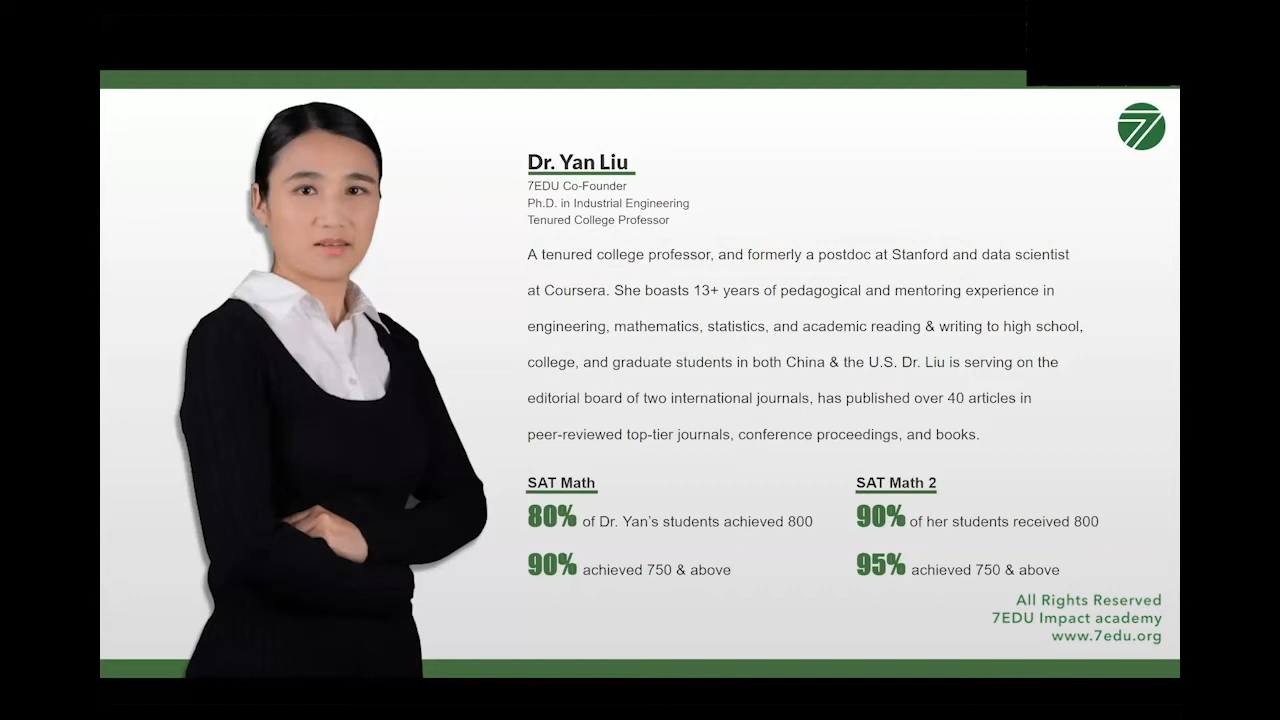 Dr. Yan Liu
7EDU Co-Founder
Ph.D. in Industrial Engineering
Tenured College Professor
A tenured college professor, and formerly a postdoc at Stanford and data scientist
at Coursera. She boasts 13+ years of pedagogical and mentoring experience in
engineering, mathematics, statistics, and academic reading & writing to high school,
college, and graduate students in both China & the U.S. Dr. Liu is serving on the
editorial board of two international journals, has published over 40 articles in
peer-reviewed top-tier journals, conference proceedings, and books.
SAT Math
80% of Dr. Yan's students achieved 800
90% achieved 750 & above
SAT Math 2
90% of her students received 800
95% achieved 750 & above
All Rights Reserved
7EDU Impact academy
www.7edu.org